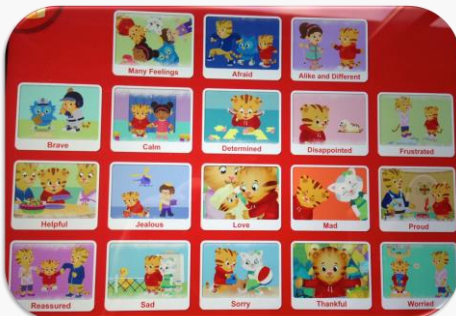 Many Feelings
Afraid
Alike and Different
Brave
Calm
Determined
Disappointed
Frustrated
Helpful
Jealous
Love
Mad
Proud
Reassured
Sad
Sorry
Thankful
Worried